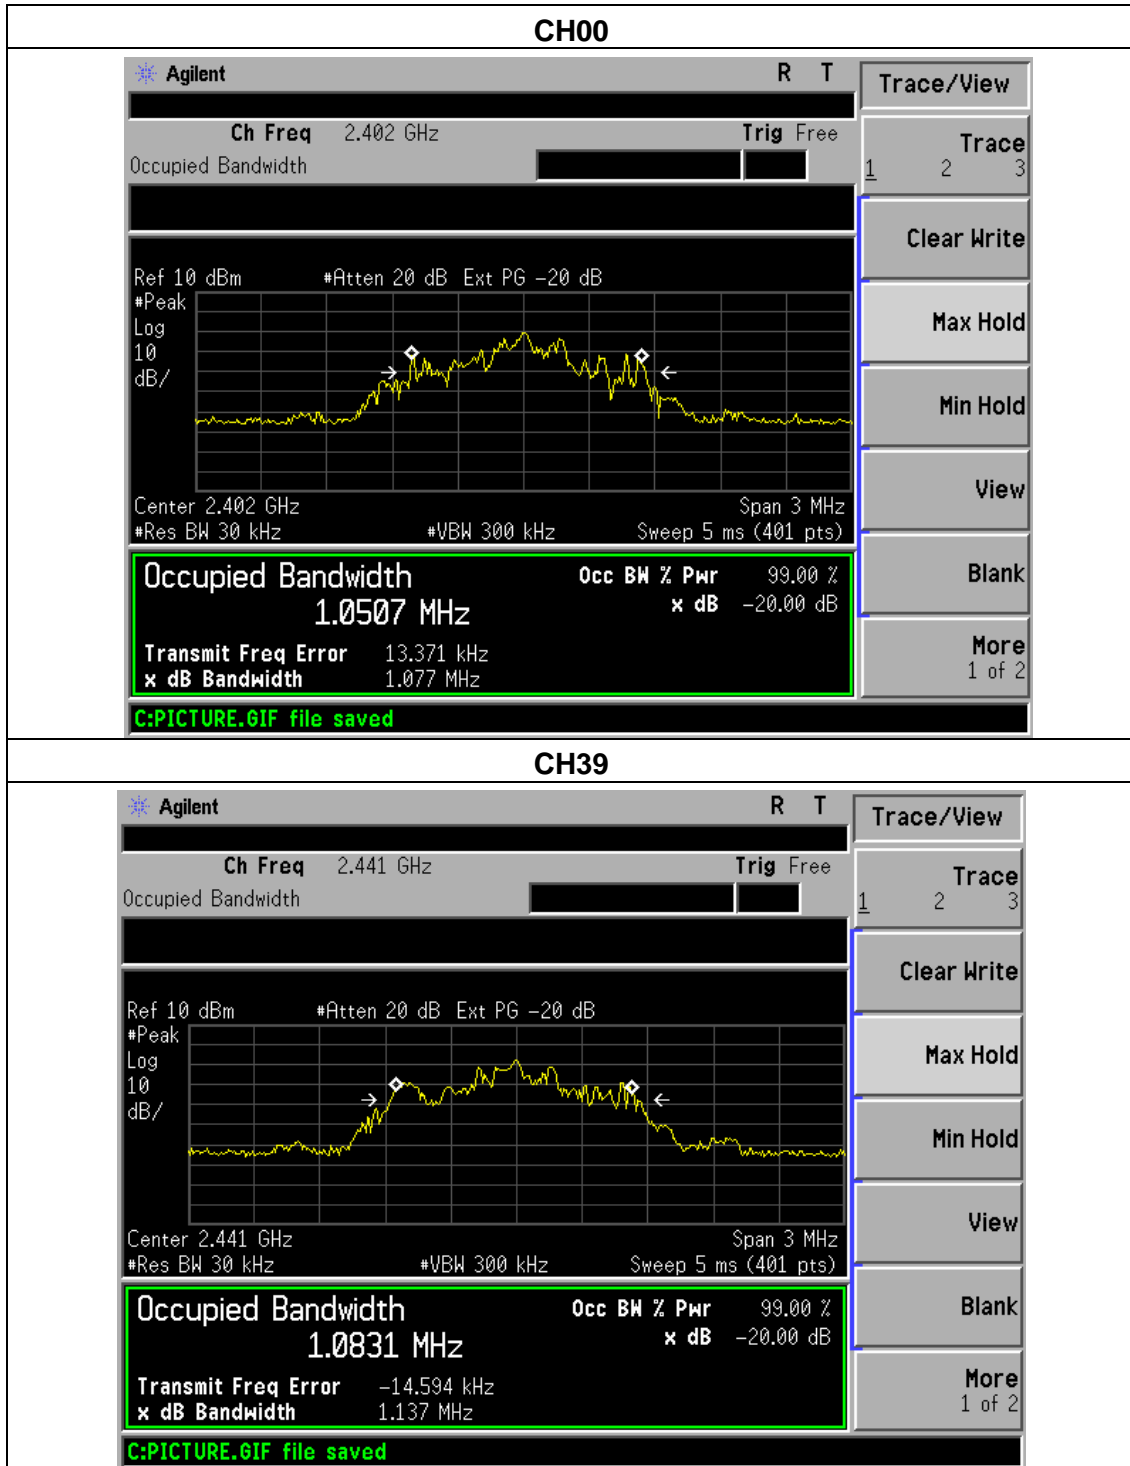 CH00
Agilent R T Trace/View
Ch Freq 2.402 GHz Trig Free
Occupied Bandwidth
Trace
1 2 3
Clear Write
Max Hold
Min Hold
View
Blank
More
1 of 2
Ref 10 dBm #Atten 20 dB Ext PG -20 dB
#Peak
Log
10
dB/
Center 2.402 GHz Span 3 MHz
#Res BW 30 kHz #VBW 300 kHz Sweep 5 ms (401 pts)
Occupied Bandwidth Occ BW % Pwr 99.00 %
1.0507 MHz x dB -20.00 dB
Transmit Freq Error 13.371 kHz
x dB Bandwidth 1.077 MHz
C:PICTURE.GIF file saved
CH39
Agilent R T Trace/View
Ch Freq 2.441 GHz Trig Free
Occupied Bandwidth
Trace
1 2 3
Clear Write
Max Hold
Min Hold
View
Blank
More
1 of 2
Ref 10 dBm #Atten 20 dB Ext PG -20 dB
#Peak
Log
10
dB/
Center 2.441 GHz Span 3 MHz
#Res BW 30 kHz #VBW 300 kHz Sweep 5 ms (401 pts)
Occupied Bandwidth Occ BW % Pwr 99.00 %
1.0831 MHz x dB -20.00 dB
Transmit Freq Error -14.594 kHz
x dB Bandwidth 1.137 MHz
C:PICTURE.GIF file saved